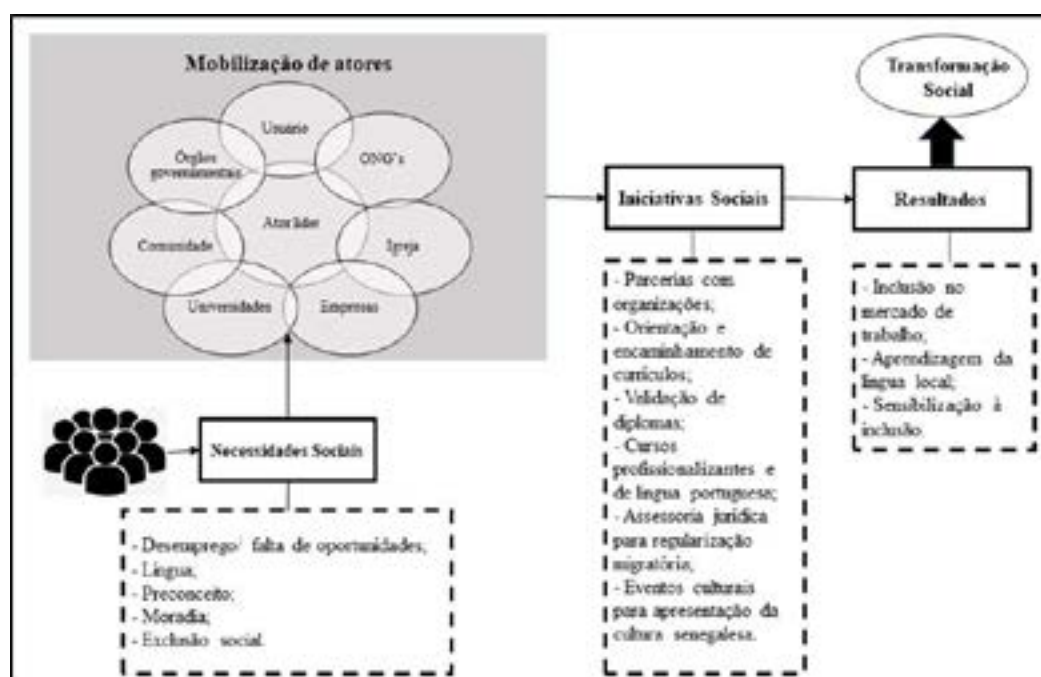 Mobilização de atores
Usuário
Órgãos
governamentais
ONG's
Ator líder
Comunidade
Igreja
Universidades
Empresas
Necessidades Sociais
- Desemprego/ falta de oportunidades;
- Língua;
- Preconceito;
- Moradia;
- Exclusão social.
Iniciativas Sociais
- Parcerias com
organizações;
- Orientação e
encaminhamento de
currículos;
- Validação de
diplomas;
- Cursos
profissionalizantes e
de língua portuguesa;
- Assessoria jurídica
para regularização
migratória;
- Eventos culturais
para apresentação da
cultura senegalesa.
Transformação
Social
Resultados
- Inclusão no
mercado de
trabalho;
- Aprendizagem da
língua local;
- Sensibilização à
inclusão.